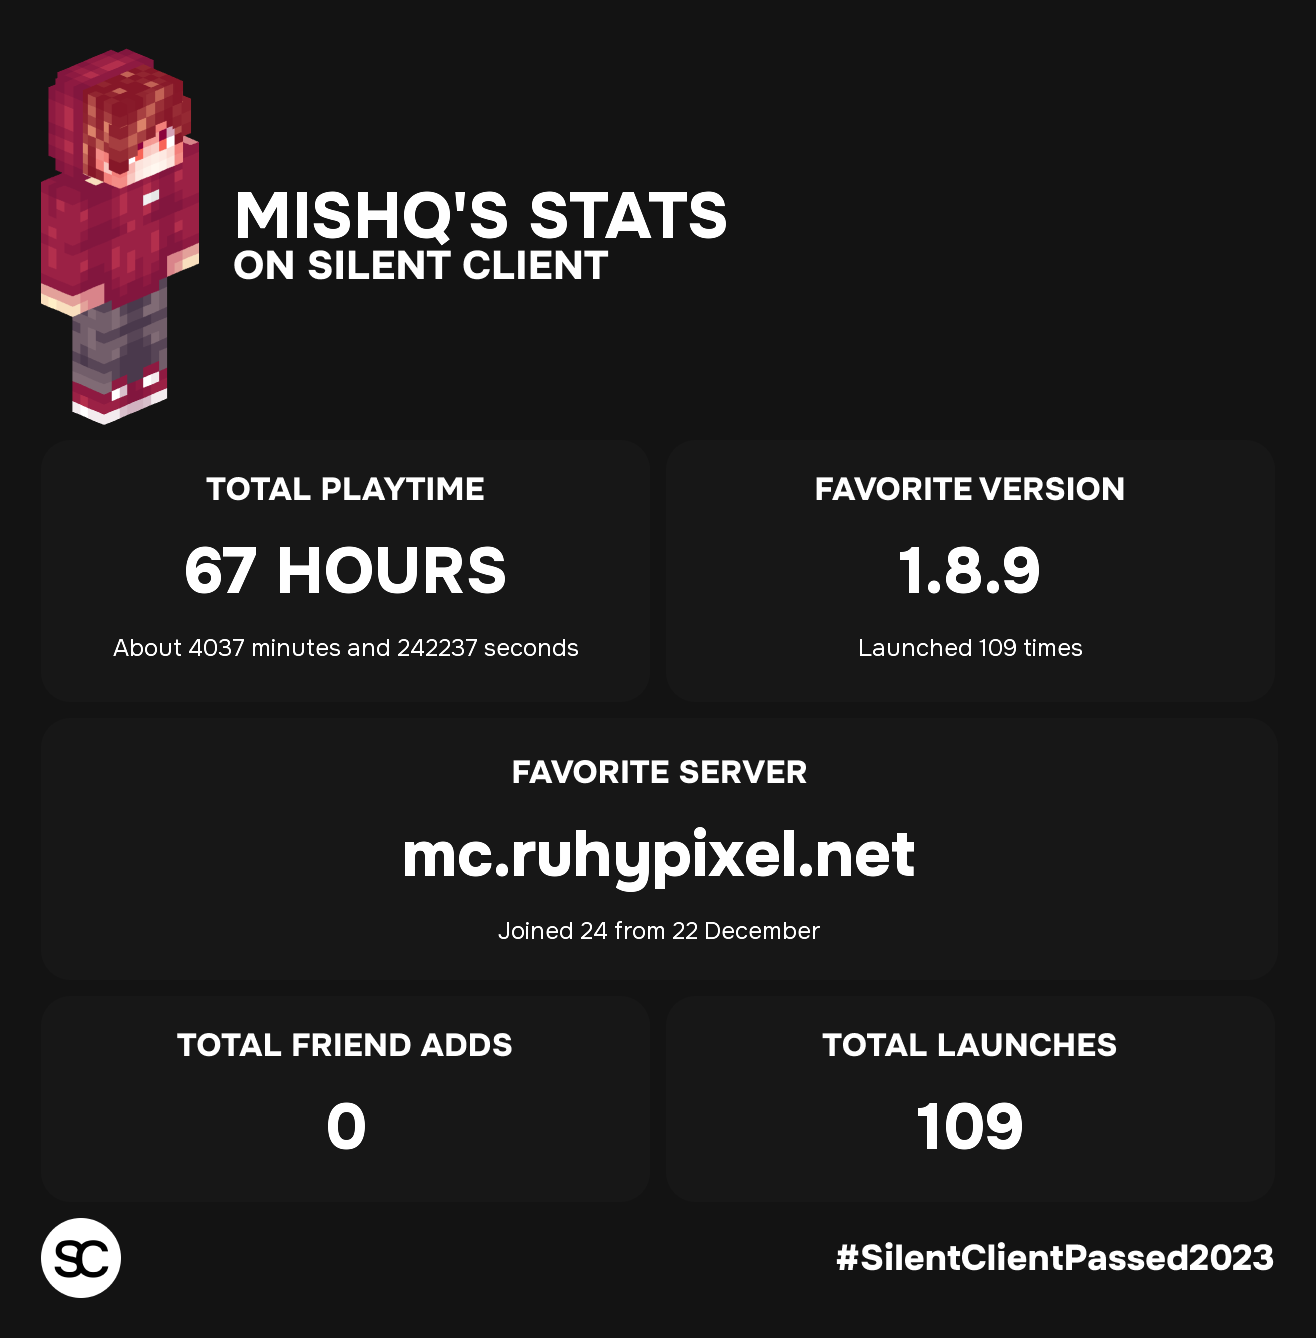 MISHQ'S STATS
ON SILENT CLIENT
TOTAL PLAYTIME
67 HOURS
About 4037 minutes and 242237 seconds
FAVORITE VERSION
1.8.9
Launched 109 times
FAVORITE SERVER
mc.ruhypixel.net
Joined 24 from 22 December
TOTAL FRIEND ADDS
0
TOTAL LAUNCHES
109
SC
#SilentClientPassed2023